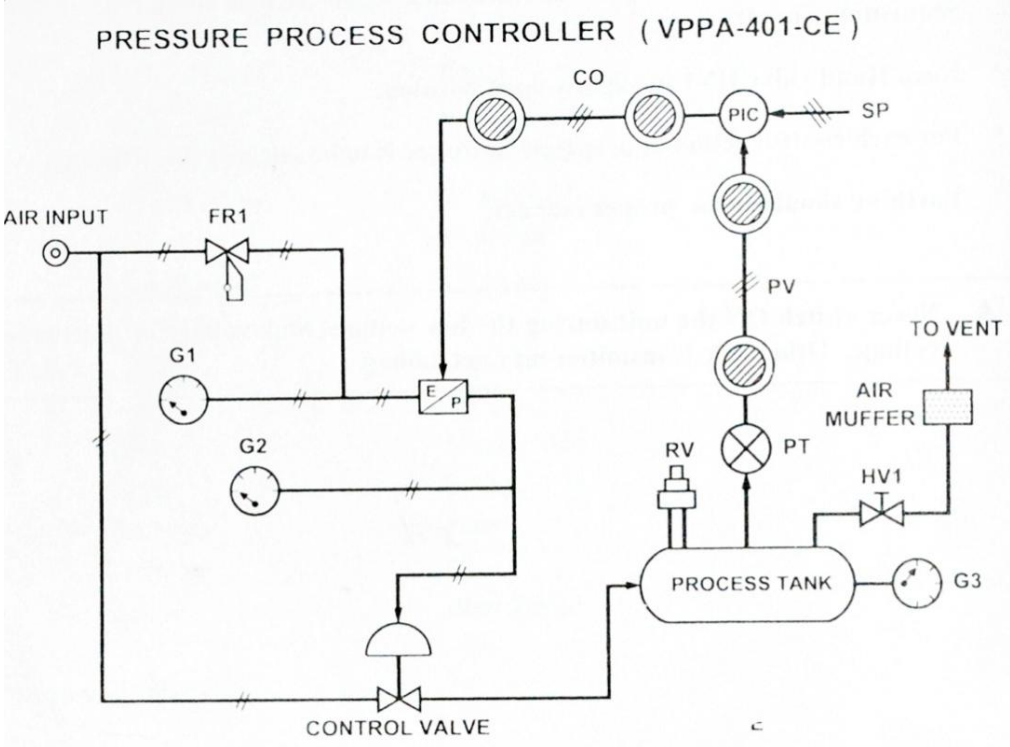 PRESSURE PROCESS CONTROLLER (VPPA-401-CE)
CO
PIC
SP
AIR INPUT
FR1
PV
TO VENT
G1
E
P
AIR
MUFFER
G2
RV
PT
HV1
PROCESS TANK
G3
CONTROL VALVE